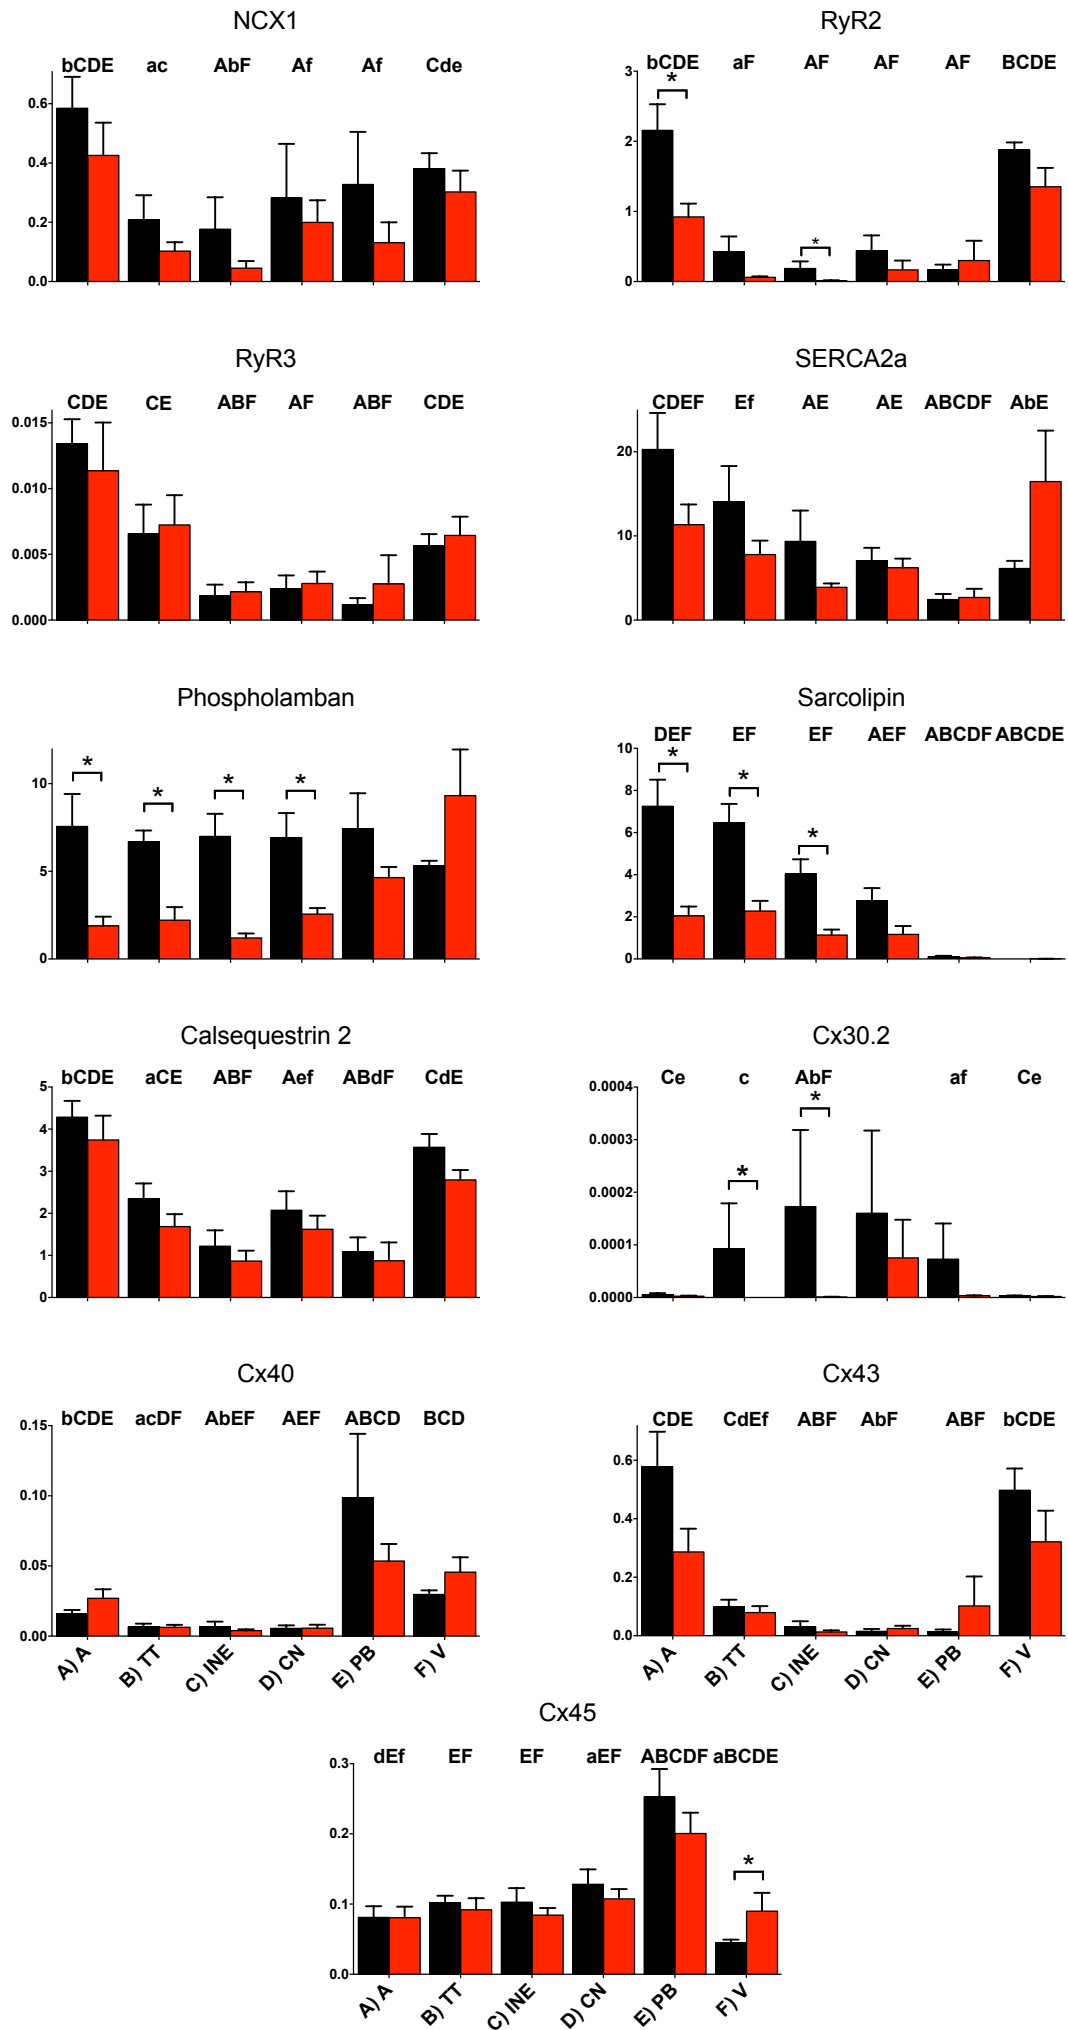 NCX1
bCDE ac AbF Af Af Cde
0.6
0.4
0.2
0.0
RyR2
bCDE aF AF AF AF BCDE
3
*
2
1
*
0
RyR3
CDE CE ABF AF ABF CDE
0.015
0.010
0.005
0.000
SERCA2a
CDEF Ef AE AE ABCDF AbE
20
10
0
Phospholamban
* * * *
10
5
0
Sarcolipin
DEF EF EF AEF ABCDF ABCDE
10
* * *
8
6
4
2
0
Calsequestrin 2
bCDE aCE ABF Aef ABdF CdE
5
4
3
2
1
0
Cx30.2
Ce c AbF af Ce
0.0004
*
0.0003
*
0.0002
0.0001
0.0000
Cx40
bCDE acDF AbEF AEF ABCD BCD
0.15
0.10
0.05
0.00
A) A B) TT C) INE D) CN E) PB F) V
Cx43
CDE CdEf ABF AbF ABF bCDE
0.6
0.4
0.2
0.0
A) A B) TT C) INE D) CN E) PB F) V
Cx45
dEf EF EF aEF ABCDF aBCDE
0.3
0.2
*
0.1
0.0
A) A B) TT C) INE D) CN E) PB F) V